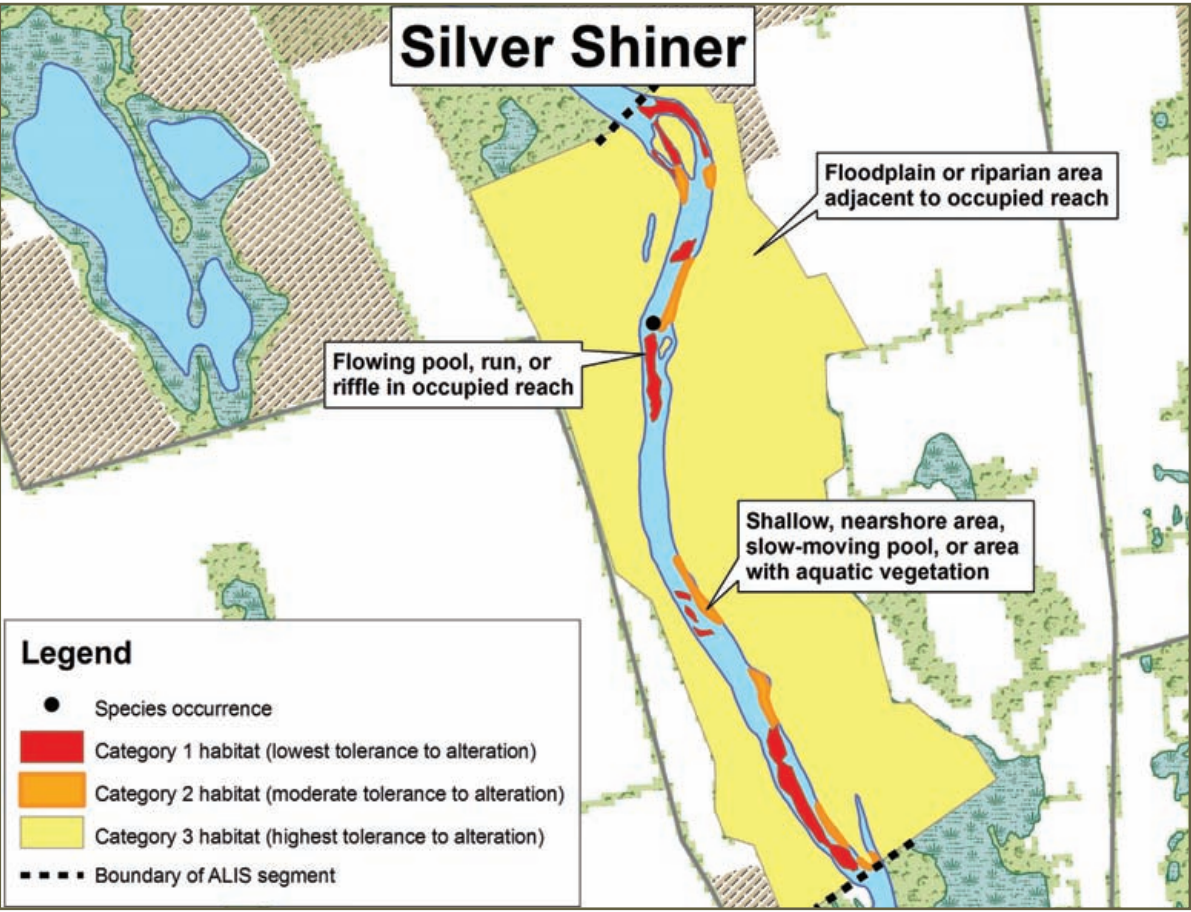 Silver Shiner
Floodplain or riparian area
adjacent to occupied reach
Flowing pool, run, or
riffle in occupied reach
Shallow, nearshore area,
slow-moving pool, or area
with aquatic vegetation
Legend
Species occurrence
Category 1 habitat (lowest tolerance to alteration)
Category 2 habitat (moderate tolerance to alteration)
Category 3 habitat (highest tolerance to alteration)
Boundary of ALIS segment